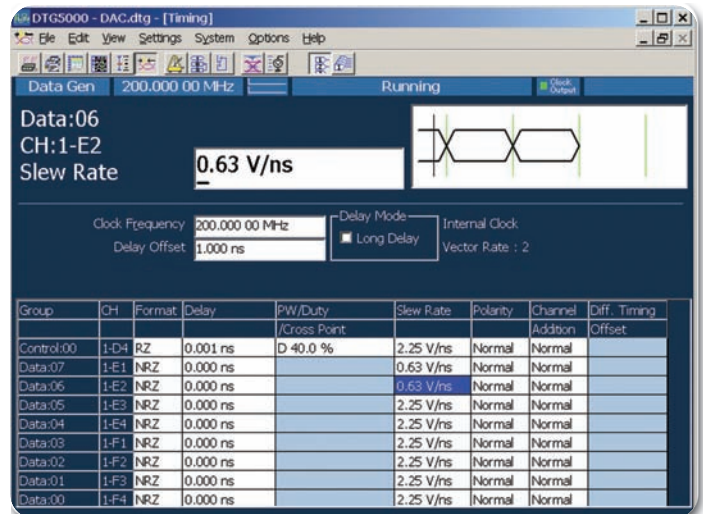 DTG5000 - DAC.dtg - [Timing]
File Edit View Settings System Options Help
Data Gen 200.000 00 MHz Running Clock Output
Data:06
CH:1-E2
Slew Rate 0.63 V/ns
Clock Frequency 200.000 00 MHz Delay Mode Internal Clock
Delay Offset 1.000 ns Long Delay Vector Rate : 2
Group CH Format Delay PW/Duty Slew Rate Polarity Channel Diff. Timing
/Cross Point Addition Offset
Control:00 1-D4 RZ 0.001 ns D 40.0 % 2.25 V/ns Normal Normal
Data:07 1-E1 NRZ 0.000 ns 0.63 V/ns Normal Normal
Data:06 1-E2 NRZ 0.000 ns 0.63 V/ns Normal Normal
Data:05 1-E3 NRZ 0.000 ns 2.25 V/ns Normal Normal
Data:04 1-E4 NRZ 0.000 ns 2.25 V/ns Normal Normal
Data:03 1-F1 NRZ 0.000 ns 2.25 V/ns Normal Normal
Data:02 1-F2 NRZ 0.000 ns 2.25 V/ns Normal Normal
Data:01 1-F3 NRZ 0.000 ns 2.25 V/ns Normal Normal
Data:00 1-F4 NRZ 0.000 ns 2.25 V/ns Normal Normal